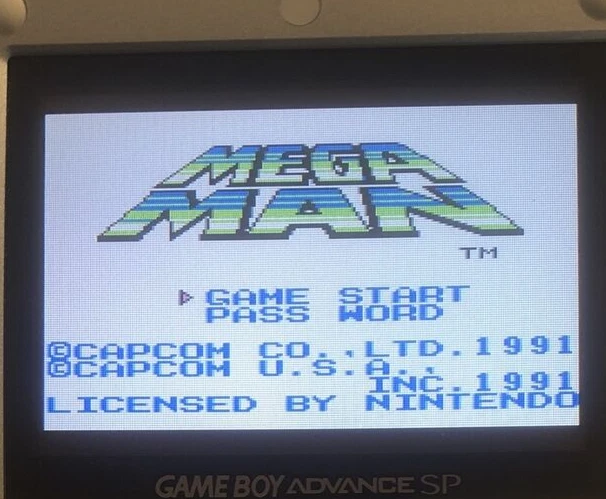 MEGA
MAN
TM
GAME START
PASS WORD
©CAPCOM CO.,LTD.1991
©CAPCOM U.S.A.,
INC.1991
LICENSED BY NINTENDO
GAME BOY ADVANCE SP